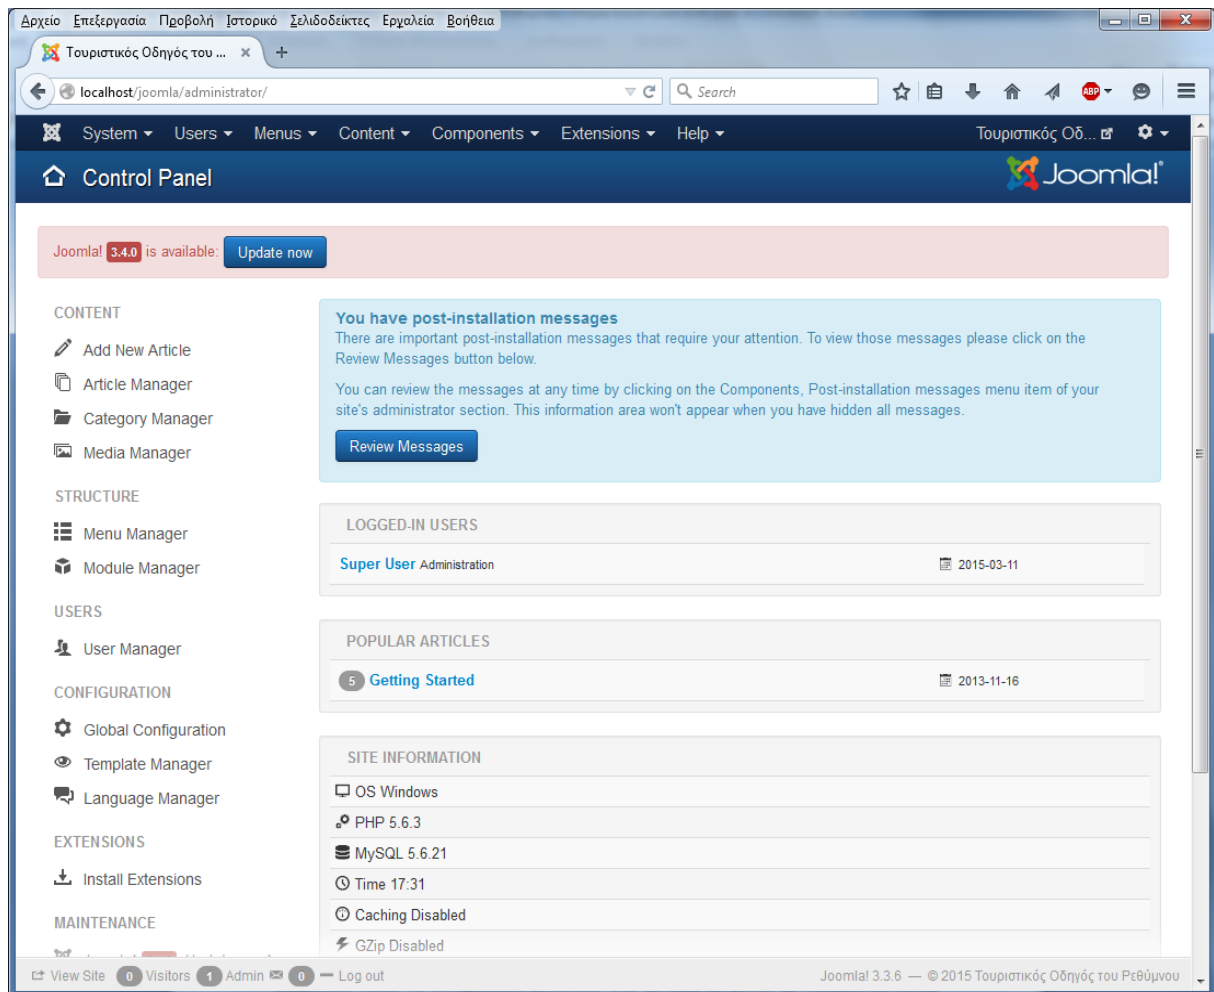 Αρχείο Επεξεργασία Προβολή Ιστορικό Σελιδοδείκτες Εργαλεία Βοήθεια
Τουριστικός Οδηγός του ...
localhost/joomla/administrator/
Search
ABP
System Users Menus Content Components Extensions Help Τουριστικός Οδ...
Control Panel
Joomla!
Joomla! 3.4.0 is available: Update now
CONTENT
Add New Article
Article Manager
Category Manager
Media Manager
STRUCTURE
Menu Manager
Module Manager
USERS
User Manager
CONFIGURATION
Global Configuration
Template Manager
Language Manager
EXTENSIONS
Install Extensions
MAINTENANCE
You have post-installation messages
There are important post-installation messages that require your attention. To view those messages please click on the
Review Messages button below.
You can review the messages at any time by clicking on the Components, Post-installation messages menu item of your
site's administrator section. This information area won't appear when you have hidden all messages.
Review Messages
LOGGED-IN USERS
Super User Administration 2015-03-11
POPULAR ARTICLES
5 Getting Started 2013-11-16
SITE INFORMATION
OS Windows
PHP 5.6.3
MySQL 5.6.21
Time 17:31
Caching Disabled
GZip Disabled
View Site 0 Visitors 1 Admin 0 Log out
Joomla! 3.3.6 — © 2015 Τουριστικός Οδηγός του Ρεθύμνου